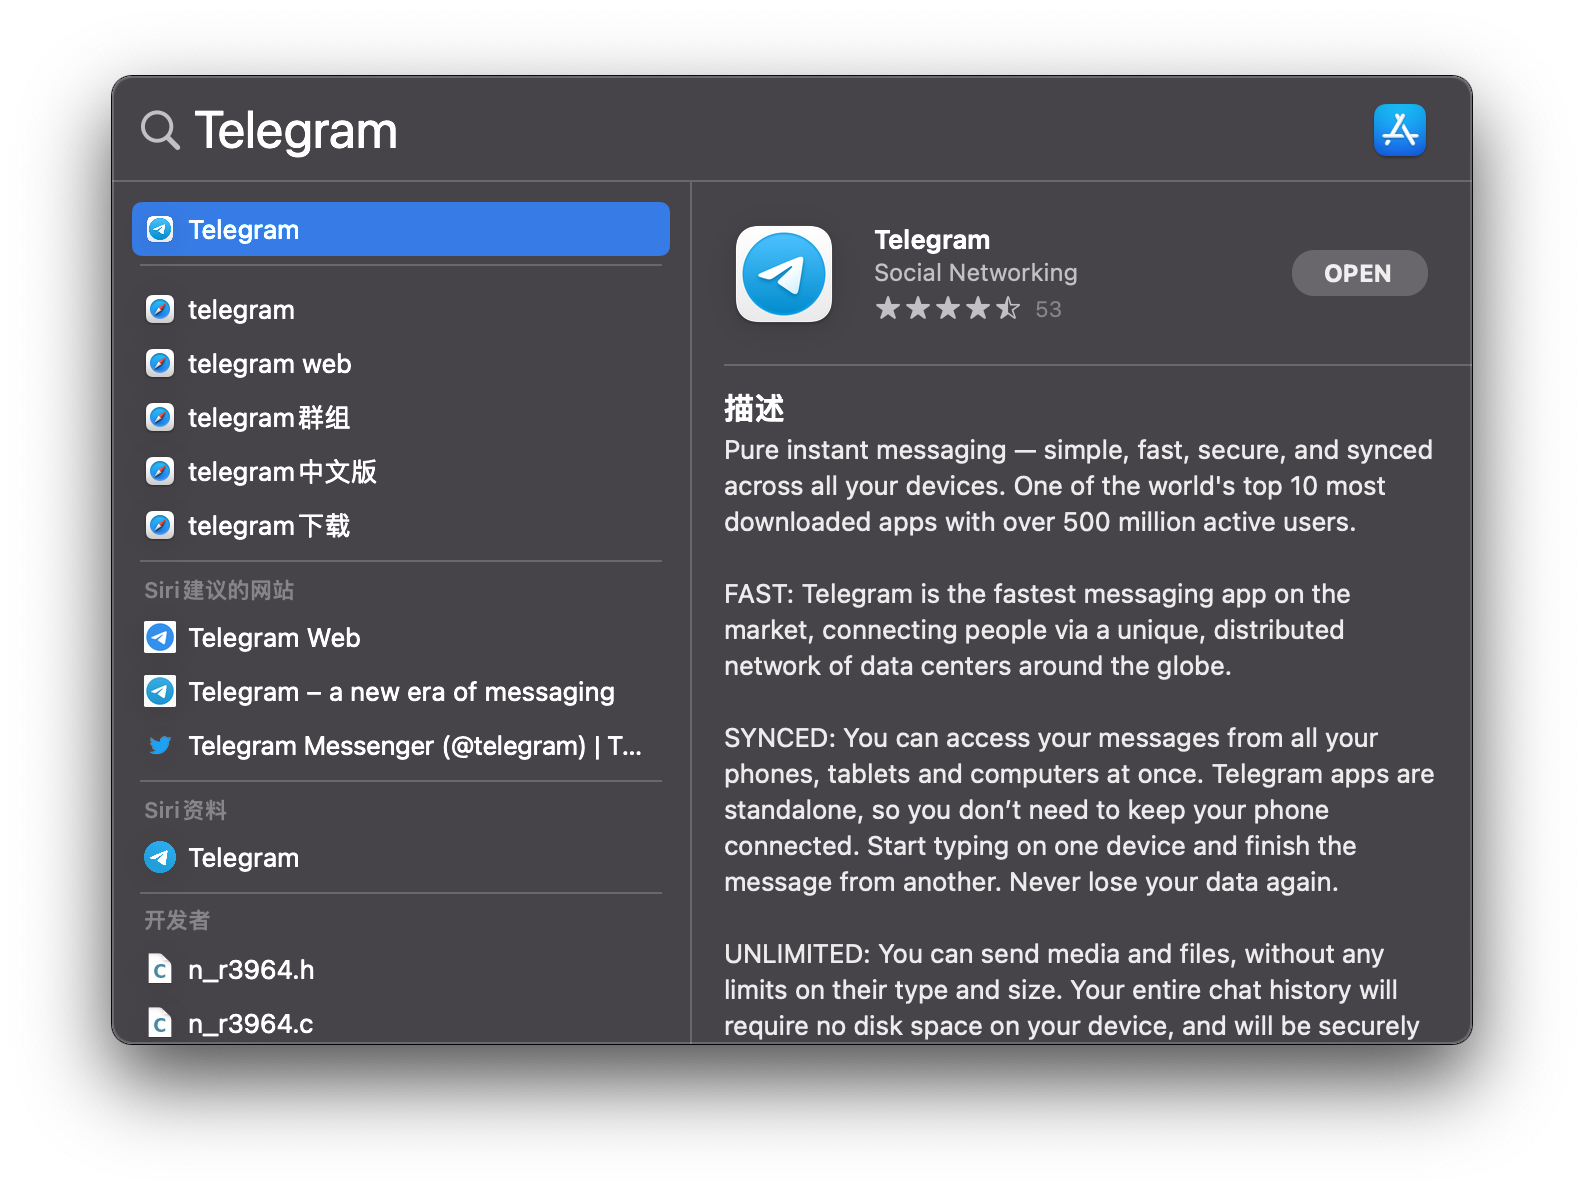 Telegram
Telegram
telegram
telegram web
telegram群组
telegram中文版
telegram下载
Siri建议的网站
Telegram Web
Telegram – a new era of messaging
Telegram Messenger (@telegram) | T...
Siri资料
Telegram
开发者
n_r3964.h
n_r3964.c
Telegram
Social Networking
53
OPEN
描述
Pure instant messaging — simple, fast, secure, and synced
across all your devices. One of the world's top 10 most
downloaded apps with over 500 million active users.
FAST: Telegram is the fastest messaging app on the
market, connecting people via a unique, distributed
network of data centers around the globe.
SYNCED: You can access your messages from all your
phones, tablets and computers at once. Telegram apps are
standalone, so you don’t need to keep your phone
connected. Start typing on one device and finish the
message from another. Never lose your data again.
UNLIMITED: You can send media and files, without any
limits on their type and size. Your entire chat history will
require no disk space on your device, and will be securely